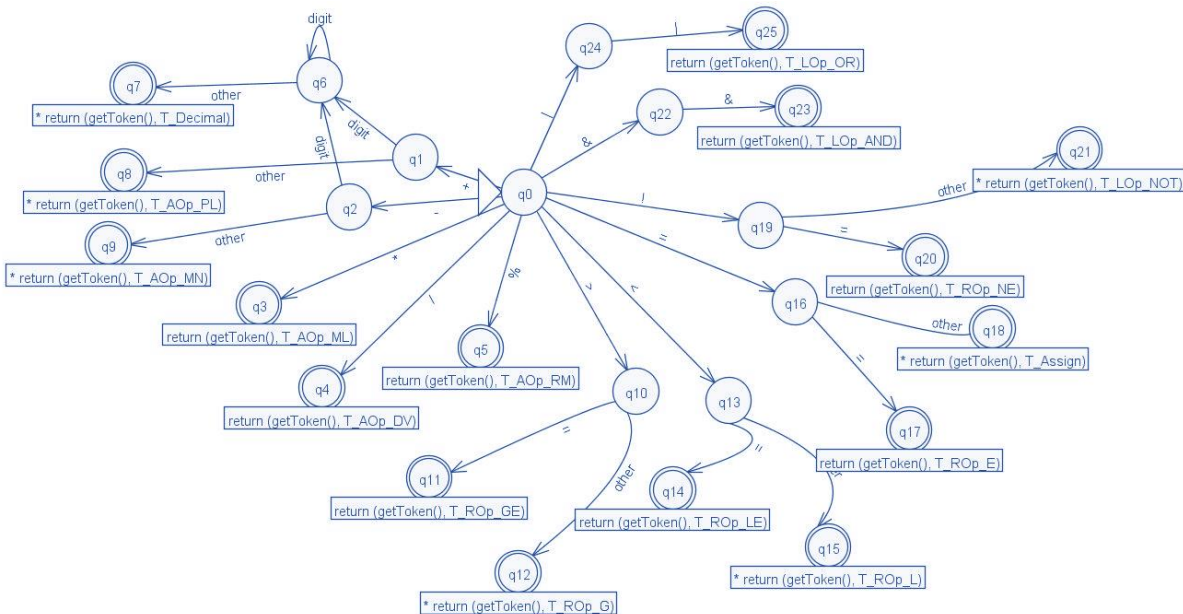 digit
q24
|
q25
return (getToken(), T_LOp_OR)
q7
other
q6
* return (getToken(), T_Decimal)
|
q22
&
q23
return (getToken(), T_LOp_AND)
&
digit
digit
q1
q8
other
* return (getToken(), T_AOp_PL)
+
q0
q21
other
* return (getToken(), T_LOp_NOT)
q2
-
!
q19
q9
other
* return (getToken(), T_AOp_MN)
=
q20
return (getToken(), T_ROp_NE)
*
=
q3
return (getToken(), T_AOp_ML)
/
%
>
<
q16
other
q18
* return (getToken(), T_Assign)
q5
return (getToken(), T_AOp_RM)
q4
return (getToken(), T_AOp_DV)
=
q10
q13
q17
return (getToken(), T_ROp_E)
=
=
q11
return (getToken(), T_ROp_GE)
other
q14
return (getToken(), T_ROp_LE)
q15
* return (getToken(), T_ROp_L)
q12
* return (getToken(), T_ROp_G)